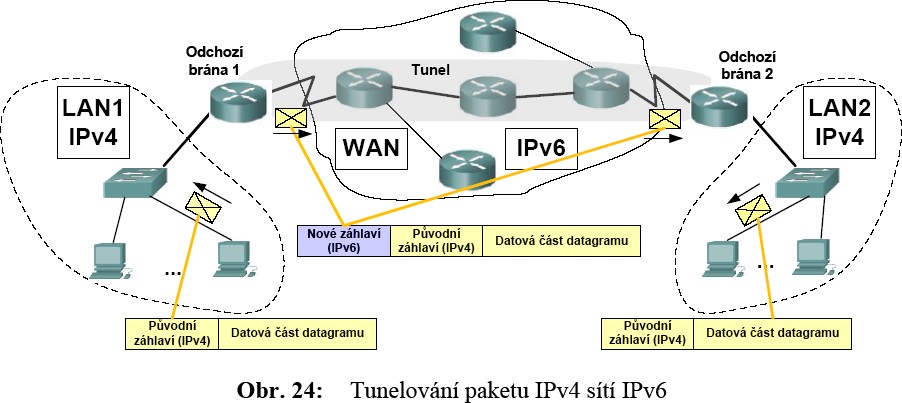 Odchozí
brána 1
Odchozí
brána 2
Tunel
LAN1
IPv4
LAN2
IPv4
WAN
IPv6
...
...
Nové záhlaví
(IPv6)
Původní
záhlaví (IPv4)
Datová část datagramu
Původní
záhlaví (IPv4)
Datová část datagramu
Původní
záhlaví (IPv4)
Datová část datagramu
Obr. 24: Tunelování paketu IPv4 sítí IPv6